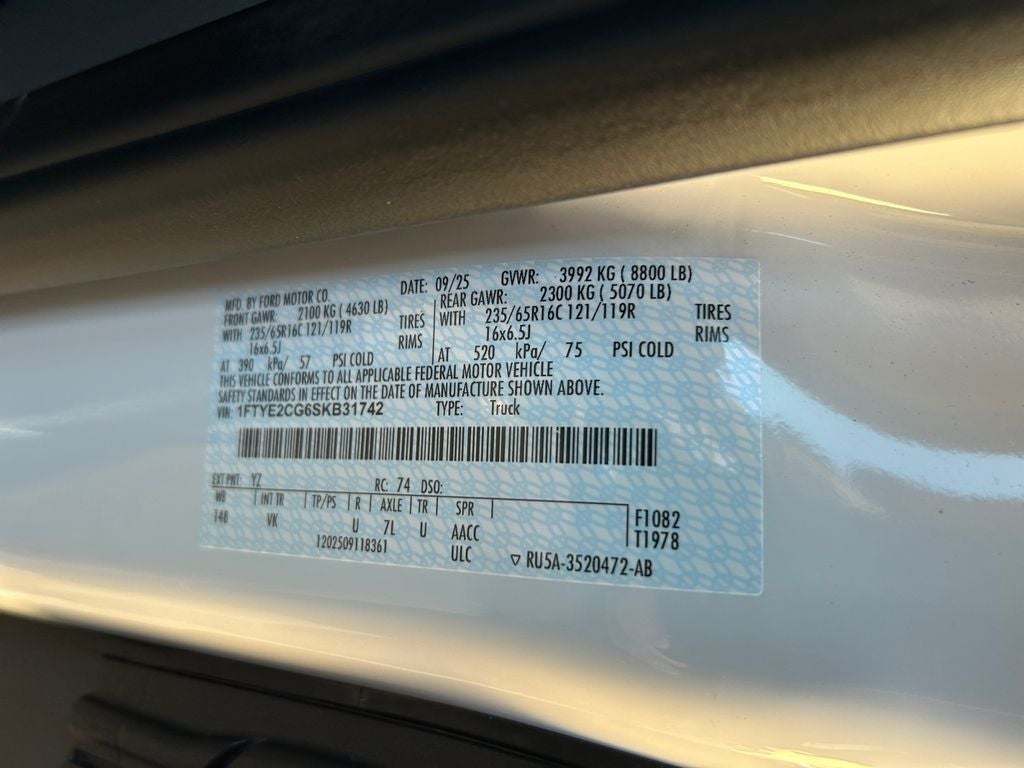 MFD. BY FORD MOTOR CO. DATE: 09/25 GVWR: 3992 KG ( 8800 LB)
FRONT GAWR: 2100 KG ( 4630 LB) REAR GAWR: 2300 KG ( 5070 LB)
WITH 235/65R16C 121/119R TIRES WITH 235/65R16C 121/119R TIRES
16x6.5J RIMS 16x6.5J RIMS
AT 390 kPa/ 57 PSI COLD AT 520 kPa/ 75 PSI COLD
THIS VEHICLE CONFORMS TO ALL APPLICABLE FEDERAL MOTOR VEHICLE
SAFETY STANDARDS IN EFFECT ON THE DATE OF MANUFACTURE SHOWN ABOVE.
VIN: 1FTYE2CG6SKB31742 TYPE: Truck
EXT PNT: YZ RC: 74 DSO:
WB INT TR TP/PS R AXLE TR SPR F1082
148 VK U 7L U AACC T1978
1202509118361 ULC RU5A-3520472-AB